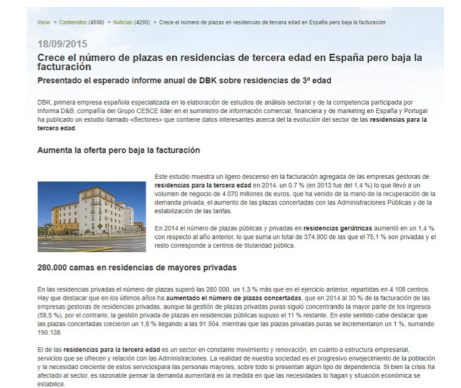 Inicio » Contenidos (4590) » Noticias (4290) » Crece el número de plazas en residencias de tercera edad en España pero baja la facturación
18/09/2015
Crece el número de plazas en residencias de tercera edad en España pero baja la
facturación
Presentado el esperado informe anual de DBK sobre residencias de 3ª edad
DBK, primera empresa española especializada en la elaboración de estudios de análisis sectorial y de la competencia participada por
Informa D&B, compañía del Grupo CESCE líder en el suministro de información comercial, financiera y de marketing en España y Portugal
ha publicado un estudio llamado «Sectores» que contiene datos interesantes acerca del la evolución del sector de las residencias para la
tercera edad.
Aumenta la oferta pero baja la facturación
Este estudio muestra un ligero descenso en la facturación agregada de las empresas gestoras de
residencias para la tercera edad en 2014, un 0,7 % (en 2013 fue del 1,4 %) lo que llevó a un
volumen de negocio de 4 070 millones de euros, que ha venido de la mano de la recuperación de la
demanda privada, el aumento de las plazas concertadas con las Administraciones Públicas y de la
estabilización de las tarifas.
En 2014 el número de plazas públicas y privadas en residencias geriátricas aumentó en un 1,4 %
con respecto al año anterior, lo que suma un total de 374.900 de las que el 75,1 % son privadas y el
resto corresponde a centros de titularidad pública.
280.000 camas en residencias de mayores privadas
En las residencias privadas el número de plazas superó las 280 000, un 1,3 % más que en el ejercicio anterior, repartidas en 4 108 centros.
Hay que destacar que en los últimos años ha aumentado el número de plazas concertadas, que en 2014 al 30 % de la facturación de las
empresas gestoras de residencias privadas, aunque la gestión de plazas privadas puras siguió concentrando la mayor parte de los ingresos
(58,5 %), por el contrario, la gestión privada de plazas en residencias públicas supuso el 11 % restante. En este sentido cabe destacar que
las plazas concertadas crecieron un 1,8 % llegando a las 91 504, mientras que las plazas privadas puras se incrementaron un 1 %, sumando
190.138.
El de las residencias para la tercera edad es un sector en constante movimiento y renovación, en cuanto a estructura empresarial,
servicios que se ofrecen y relación con las Administraciones. La realidad de nuestra sociedad es el progresivo envejecimiento de la población
y la necesidad creciente de estos serviciospara las personas mayores, sobre todo si presentan algún tipo de dependencia. Si bien la crisis ha
afectado al sector, es razonable pensar la demanda aumentará en la medida en que las necesidades lo hagan y situación económica se
estabilice.